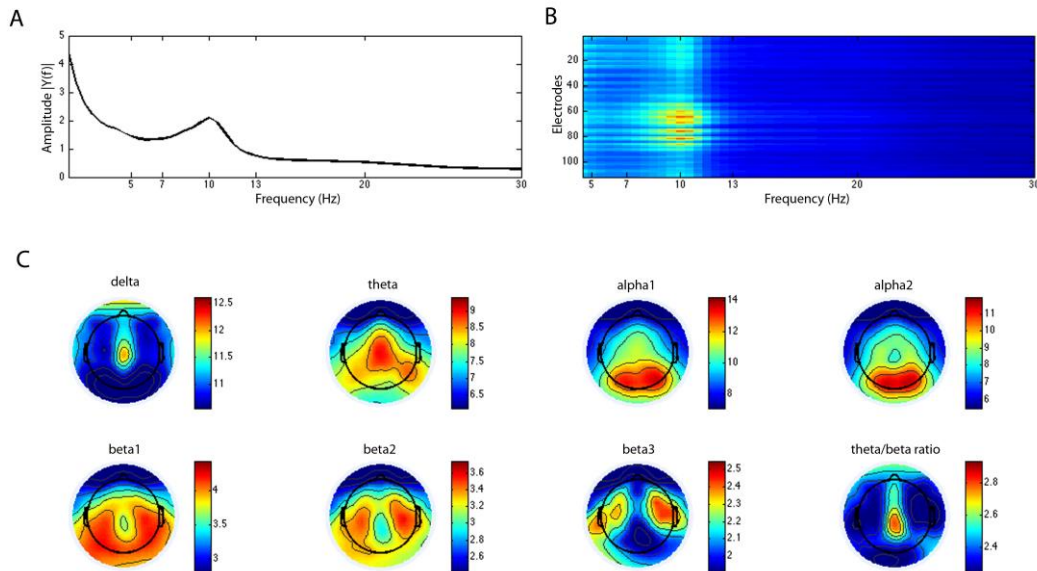 A
Amplitude |Y(f)|
5
4
3
2
1
0
5 7 10 13 20 30
Frequency (Hz)
B
Electrodes
20
40
60
80
100
5 7 10 13 20 30
Frequency (Hz)
C
delta
12.5
12
11.5
11
theta
9
8.5
8
7.5
7
6.5
alpha1
14
12
10
8
alpha2
11
10
9
8
7
6
beta1
4
3.5
3
beta2
3.6
3.4
3.2
3
2.8
2.6
beta3
2.5
2.4
2.3
2.2
2.1
2
theta/beta ratio
2.8
2.6
2.4